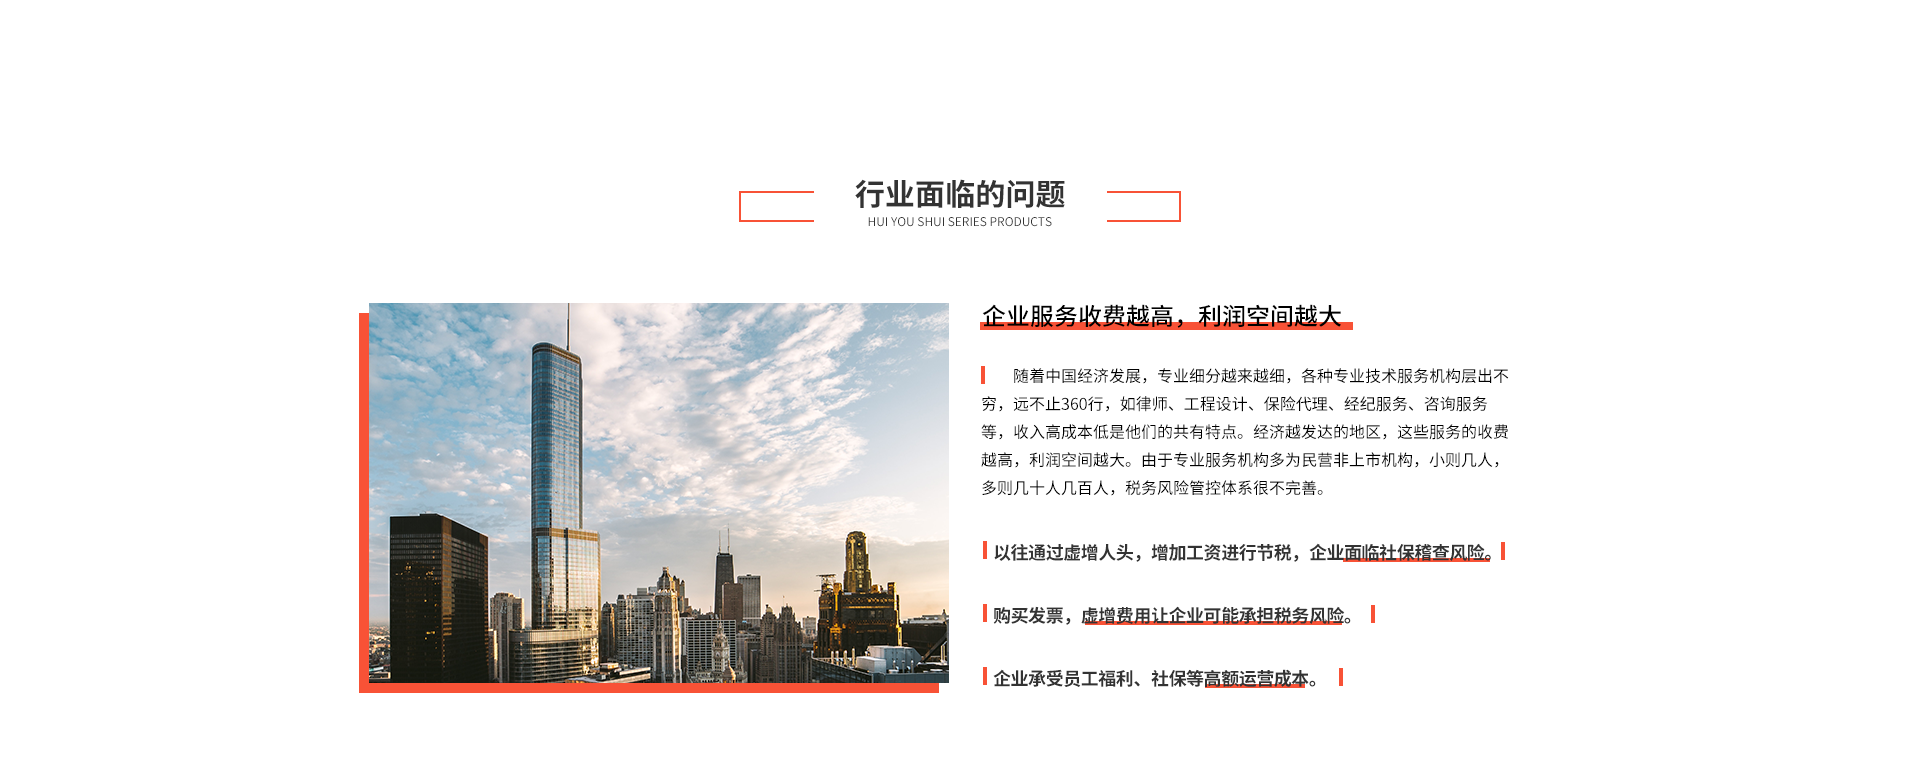 行业面临的问题
HUI YOU SHUI SERIES PRODUCTS
企业服务收费越高，利润空间越大
随着中国经济发展，专业细分越来越细，各种专业技术服务机构层出不
穷，远不止360行，如律师、工程设计、保险代理、经纪服务、咨询服务
等，收入高成本低是他们的共有特点。经济越发达的地区，这些服务的收费
越高，利润空间越大。由于专业服务机构多为民营非上市机构，小则几人，
多则几十人几百人，税务风险管控体系很不完善。
以往通过虚增人头，增加工资进行节税，企业面临社保稽查风险。
购买发票，虚增费用让企业可能承担税务风险。
企业承受员工福利、社保等高额运营成本。